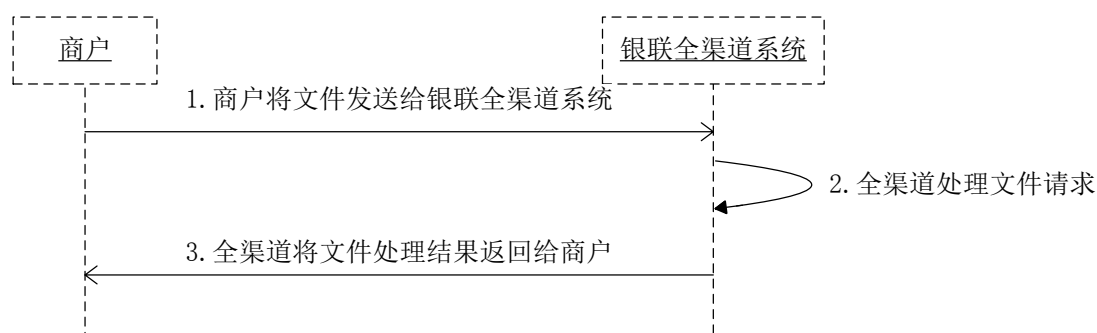 商户
银联全渠道系统
1.商户将文件发送给银联全渠道系统
2.全渠道处理文件请求
3.全渠道将文件处理结果返回给商户